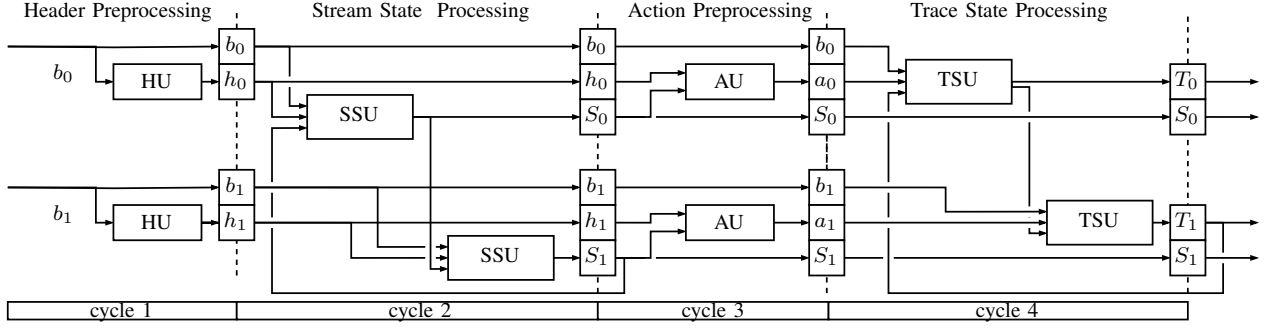 Header Preprocessing Stream State Processing Action Preprocessing Trace State Processing
b₀ b₀ b₀
b₀ HU h₀ h₀ AU a₀ TSU T₀
SSU S₀ S₀ S₀
b₁ b₁ b₁
b₁ HU h₁ h₁ AU a₁ TSU T₁
SSU S₁ S₁ S₁
cycle 1 cycle 2 cycle 3 cycle 4